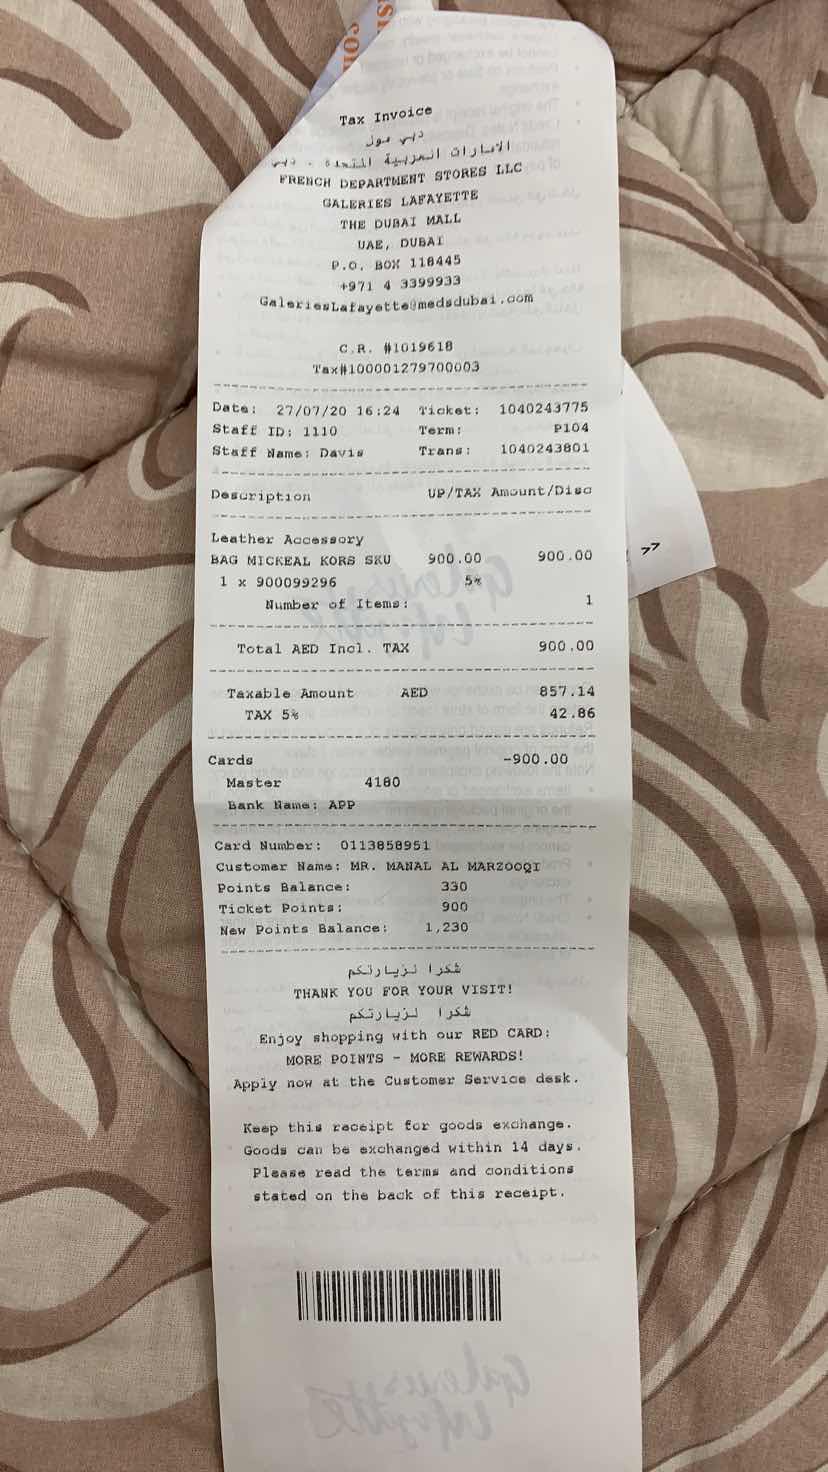 Tax Invoice
دبي مول
الامارات العربية المتحدة ، دبي
FRENCH DEPARTMENT STORES LLC
GALERIES LAFAYETTE
THE DUBAI MALL
UAE, DUBAI
P.O. BOX 118445
+971 4 3399933
GaleriesLafayette@medsdubai.com
C.R. #1019618
Tax#100001279700003
Date: 27/07/20 16:24 Ticket: 1040243775
Staff ID: 1110 Term: P104
Staff Name: Davis Trans: 1040243801
Description UP/TAX Amount/Disc
Leather Accessory
BAG MICKEAL KORS SKU 900.00 900.00
1 x 900099296 5%
Number of Items: 1
Total AED Incl. TAX 900.00
Taxable Amount AED 857.14
TAX 5% 42.86
Cards -900.00
Master 4180
Bank Name: APP
Card Number: 0113858951
Customer Name: MR. MANAL AL MARZOOQI
Points Balance: 330
Ticket Points: 900
New Points Balance: 1,230
شكرا لزيارتكم
THANK YOU FOR YOUR VISIT!
شكرا لزيارتكم
Enjoy shopping with our RED CARD:
MORE POINTS - MORE REWARDS!
Apply now at the Customer Service desk.
Keep this receipt for goods exchange.
Goods can be exchanged within 14 days.
Please read the terms and conditions
stated on the back of this receipt.